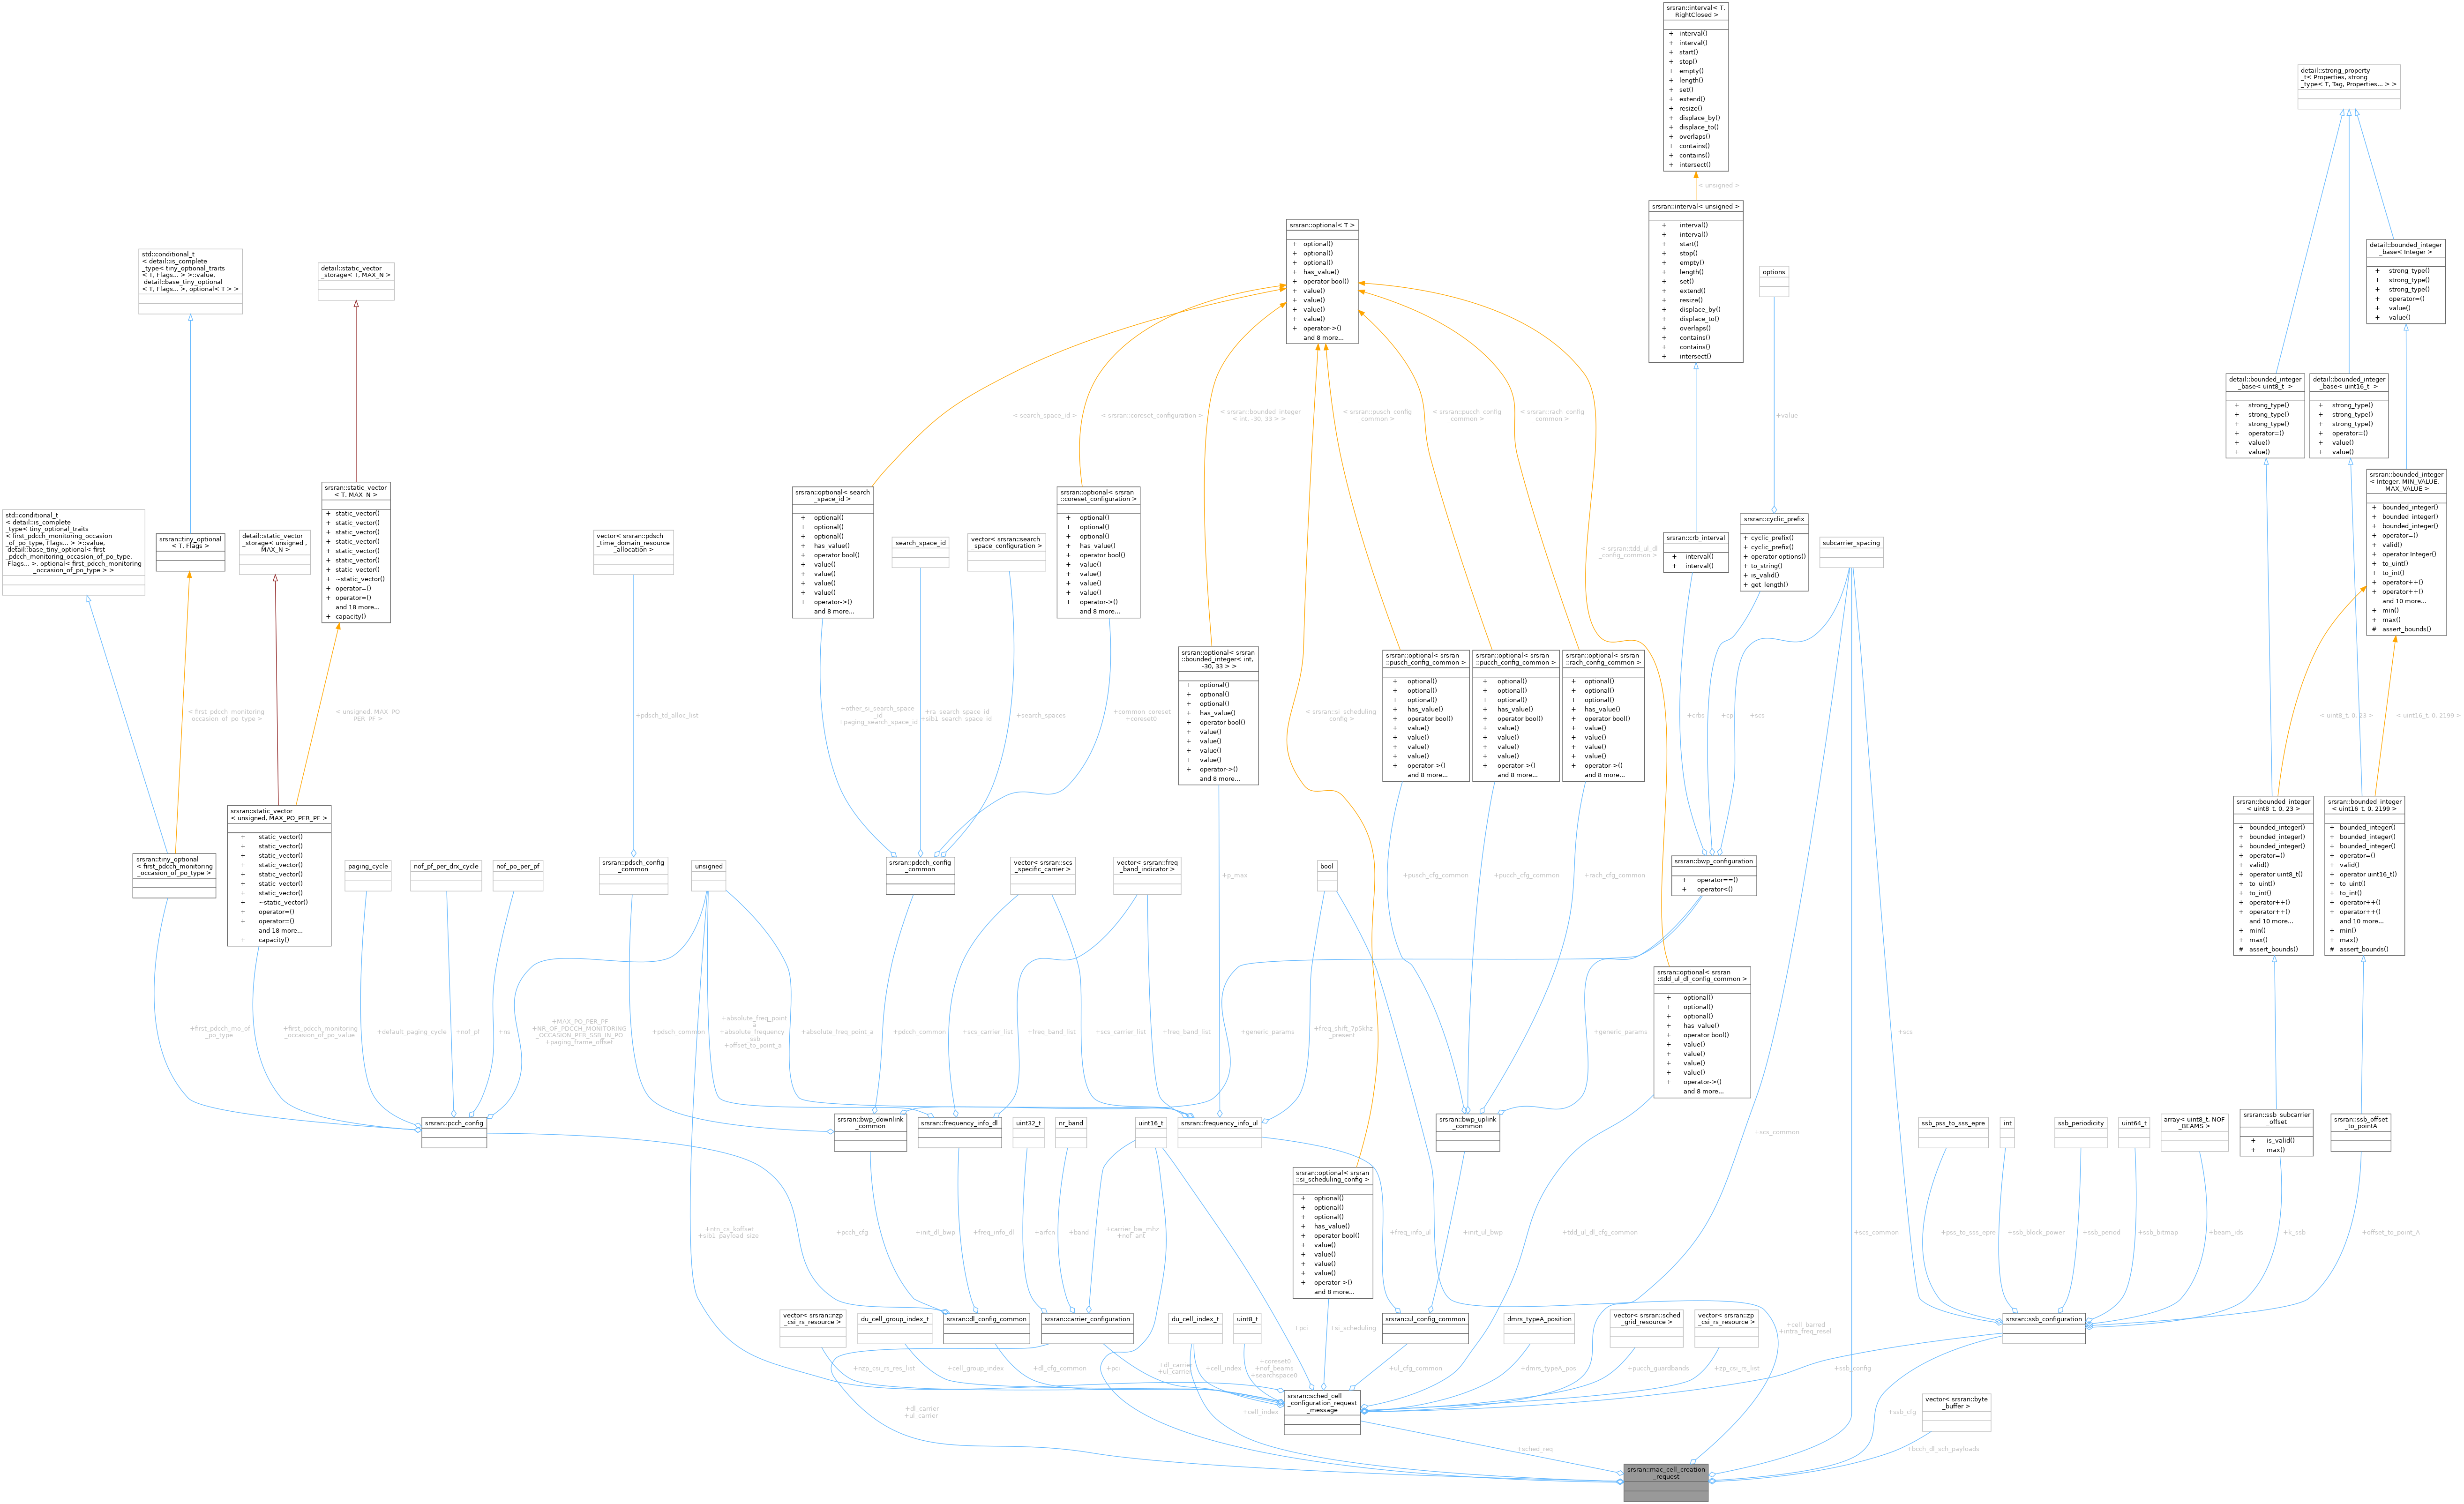 srsran::interval< T,
RightClosed >
+ interval()
+ interval()
+ start()
+ stop()
+ empty()
+ length()
+ set()
+ extend()
+ resize()
+ displace_by()
+ displace_to()
+ overlaps()
+ contains()
+ contains()
+ intersect()
< unsigned >
srsran::interval< unsigned >
+ interval()
+ interval()
+ start()
+ stop()
+ empty()
+ length()
+ set()
+ extend()
+ resize()
+ displace_by()
+ displace_to()
+ overlaps()
+ contains()
+ contains()
+ intersect()
detail::strong_property
_t< Properties, strong
_type< T, Tag, Properties... > >
detail::bounded_integer
_base< Integer >
+ strong_type()
+ strong_type()
+ strong_type()
+ operator=()
+ value()
+ value()
srsran::optional< T >
+ optional()
+ optional()
+ optional()
+ has_value()
+ operator bool()
+ value()
+ value()
+ value()
+ value()
+ operator->()
and 8 more...
std::conditional_t
< detail::is_complete
_type< tiny_optional_traits
< T, Flags... > >::value,
detail::base_tiny_optional
< T, Flags... >, optional< T > >
detail::static_vector
_storage< T, MAX_N >
options
+value
detail::bounded_integer
_base< uint8_t >
+ strong_type()
+ strong_type()
+ strong_type()
+ operator=()
+ value()
+ value()
detail::bounded_integer
_base< uint16_t >
+ strong_type()
+ strong_type()
+ strong_type()
+ operator=()
+ value()
+ value()
< search_space_id >
< srsran::coreset_configuration >
< srsran::bounded_integer
< int, -30, 33 > >
< srsran::pusch_config
_common >
< srsran::pucch_config
_common >
< srsran::rach_config
_common >
srsran::bounded_integer
< Integer, MIN_VALUE,
MAX_VALUE >
+ bounded_integer()
+ bounded_integer()
+ bounded_integer()
+ operator=()
+ valid()
+ operator Integer()
+ to_uint()
+ to_int()
+ operator++()
+ operator++()
and 10 more...
+ min()
+ max()
# assert_bounds()
srsran::static_vector
< T, MAX_N >
+ static_vector()
+ static_vector()
+ static_vector()
+ static_vector()
+ static_vector()
+ static_vector()
+ static_vector()
+ ~static_vector()
+ operator=()
+ operator=()
and 18 more...
+ capacity()
std::conditional_t
< detail::is_complete
_type< tiny_optional_traits
< first_pdcch_monitoring_occasion
_of_po_type, Flags... > >::value,
detail::base_tiny_optional< first
_pdcch_monitoring_occasion_of_po_type,
Flags... >, optional< first_pdcch_monitoring
_occasion_of_po_type > >
srsran::tiny_optional
< T, Flags >
detail::static_vector
_storage< unsigned ,
MAX_N >
vector< srsran::pdsch
_time_domain_resource
_allocation >
srsran::optional< search
_space_id >
+ optional()
+ optional()
+ optional()
+ has_value()
+ operator bool()
+ value()
+ value()
+ value()
+ value()
+ operator->()
and 8 more...
search_space_id
vector< srsran::search
_space_configuration >
srsran::optional< srsran
::coreset_configuration >
+ optional()
+ optional()
+ optional()
+ has_value()
+ operator bool()
+ value()
+ value()
+ value()
+ value()
+ operator->()
and 8 more...
< srsran::tdd_ul_dl
_config_common >
srsran::crb_interval
+ interval()
+ interval()
srsran::cyclic_prefix
+ cyclic_prefix()
+ cyclic_prefix()
+ operator options()
+ to_string()
+ is_valid()
+ get_length()
subcarrier_spacing
srsran::optional< srsran
::bounded_integer< int,
-30, 33 > >
+ optional()
+ optional()
+ optional()
+ has_value()
+ operator bool()
+ value()
+ value()
+ value()
+ value()
+ operator->()
and 8 more...
srsran::optional< srsran
::pusch_config_common >
+ optional()
+ optional()
+ optional()
+ has_value()
+ operator bool()
+ value()
+ value()
+ value()
+ value()
+ operator->()
and 8 more...
srsran::optional< srsran
::pucch_config_common >
+ optional()
+ optional()
+ optional()
+ has_value()
+ operator bool()
+ value()
+ value()
+ value()
+ value()
+ operator->()
and 8 more...
srsran::optional< srsran
::rach_config_common >
+ optional()
+ optional()
+ optional()
+ has_value()
+ operator bool()
+ value()
+ value()
+ value()
+ value()
+ operator->()
and 8 more...
< first_pdcch_monitoring
_occasion_of_po_type >
< unsigned, MAX_PO
_PER_PF >
+pdsch_td_alloc_list
+other_si_search_space
_id
+paging_search_space_id
+ra_search_space_id
+sib1_search_space_id
+search_spaces
+common_coreset
+coreset0
< srsran::si_scheduling
_config >
+crbs
+cp
+scs
< uint8_t, 0, 23 >
< uint16_t, 0, 2199 >
srsran::bounded_integer
< uint8_t, 0, 23 >
+ bounded_integer()
+ bounded_integer()
+ bounded_integer()
+ operator=()
+ valid()
+ operator uint8_t()
+ to_uint()
+ to_int()
+ operator++()
+ operator++()
and 10 more...
+ min()
+ max()
# assert_bounds()
srsran::bounded_integer
< uint16_t, 0, 2199 >
+ bounded_integer()
+ bounded_integer()
+ bounded_integer()
+ operator=()
+ valid()
+ operator uint16_t()
+ to_uint()
+ to_int()
+ operator++()
+ operator++()
and 10 more...
+ min()
+ max()
# assert_bounds()
srsran::tiny_optional
< first_pdcch_monitoring
_occasion_of_po_type >
srsran::static_vector
< unsigned, MAX_PO_PER_PF >
+ static_vector()
+ static_vector()
+ static_vector()
+ static_vector()
+ static_vector()
+ static_vector()
+ static_vector()
+ ~static_vector()
+ operator=()
+ operator=()
and 18 more...
+ capacity()
paging_cycle
nof_pf_per_drx_cycle
nof_po_per_pf
srsran::pdsch_config
_common
unsigned
srsran::pdcch_config
_common
vector< srsran::scs
_specific_carrier >
vector< srsran::freq
_band_indicator >
+p_max
bool
+pusch_cfg_common
+pucch_cfg_common
+rach_cfg_common
srsran::bwp_configuration
+ operator==()
+ operator<()
srsran::optional< srsran
::tdd_ul_dl_config_common >
+ optional()
+ optional()
+ optional()
+ has_value()
+ operator bool()
+ value()
+ value()
+ value()
+ value()
+ operator->()
and 8 more...
+first_pdcch_mo_of
_po_type
+first_pdcch_monitoring
_occasion_of_po_value
+default_paging_cycle
+nof_pf
+ns
+MAX_PO_PER_PF
+NR_OF_PDCCH_MONITORING
_OCCASION_PER_SSB_IN_PO
+paging_frame_offset
+pdsch_common
+absolute_freq_point
_a
+absolute_frequency
_ssb
+offset_to_point_a
+absolute_freq_point_a
+pdcch_common
+scs_carrier_list
+freq_band_list
+scs_carrier_list
+freq_band_list
+generic_params
+freq_shift_7p5khz
_present
+generic_params
+scs
srsran::pcch_config
srsran::bwp_downlink
_common
srsran::frequency_info_dl
uint32_t
nr_band
uint16_t
srsran::frequency_info_ul
srsran::bwp_uplink
_common
+scs_common
ssb_pss_to_sss_epre
int
ssb_periodicity
uint64_t
array< uint8_t, NOF
_BEAMS >
srsran::ssb_subcarrier
_offset
+ is_valid()
+ max()
srsran::ssb_offset
_to_pointA
srsran::optional< srsran
::si_scheduling_config >
+ optional()
+ optional()
+ optional()
+ has_value()
+ operator bool()
+ value()
+ value()
+ value()
+ value()
+ operator->()
and 8 more...
+ntn_cs_koffset
+sib1_payload_size
+pcch_cfg
+init_dl_bwp
+freq_info_dl
+arfcn
+band
+carrier_bw_mhz
+nof_ant
+freq_info_ul
+init_ul_bwp
+tdd_ul_dl_cfg_common
+scs_common
+pss_to_sss_epre
+ssb_block_power
+ssb_period
+ssb_bitmap
+beam_ids
+k_ssb
+offset_to_point_A
vector< srsran::nzp
_csi_rs_resource >
du_cell_group_index_t
srsran::dl_config_common
srsran::carrier_configuration
du_cell_index_t
uint8_t
+pci
+si_scheduling
srsran::ul_config_common
dmrs_typeA_position
vector< srsran::sched
_grid_resource >
vector< srsran::zp
_csi_rs_resource >
+cell_barred
+intra_freq_resel
srsran::ssb_configuration
+nzp_csi_rs_res_list
+cell_group_index
+dl_cfg_common
+pci
+dl_carrier
+ul_carrier
+cell_index
+coreset0
+nof_beams
+searchspace0
+ul_cfg_common
+dmrs_typeA_pos
+pucch_guardbands
+zp_csi_rs_list
+ssb_config
srsran::sched_cell
_configuration_request
_message
vector< srsran::byte
_buffer >
+dl_carrier
+ul_carrier
+cell_index
+ssb_cfg
+sched_req
+bcch_dl_sch_payloads
srsran::mac_cell_creation
_request